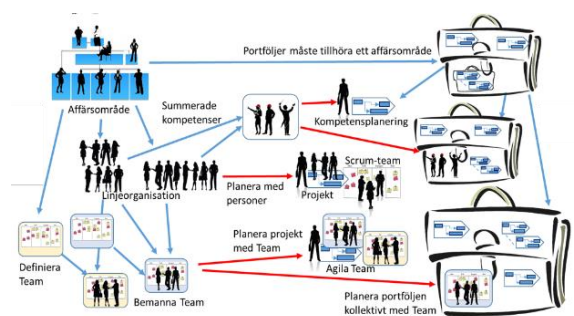 Portföljer måste tillhöra ett affärsområde
Affärsområde
Summerade
kompetenser
Kompetensplanering
Scrum-team
Linjeorganisation
Planera med
personer
Projekt
Planera projekt
med Team
Definiera
Team
Agila Team
Bemanna Team
Planera portföljen
kollektivt med Team